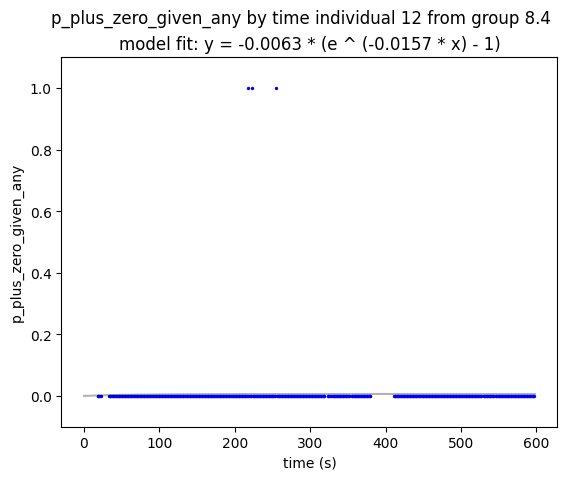 p_plus_zero_given_any by time individual 12 from group 8.4
model fit: y = -0.0063 * (e ^ (-0.0157 * x) - 1)
1.0
0.8
0.6
0.4
0.2
0.0
p_plus_zero_given_any
0 100 200 300 400 500 600
time (s)